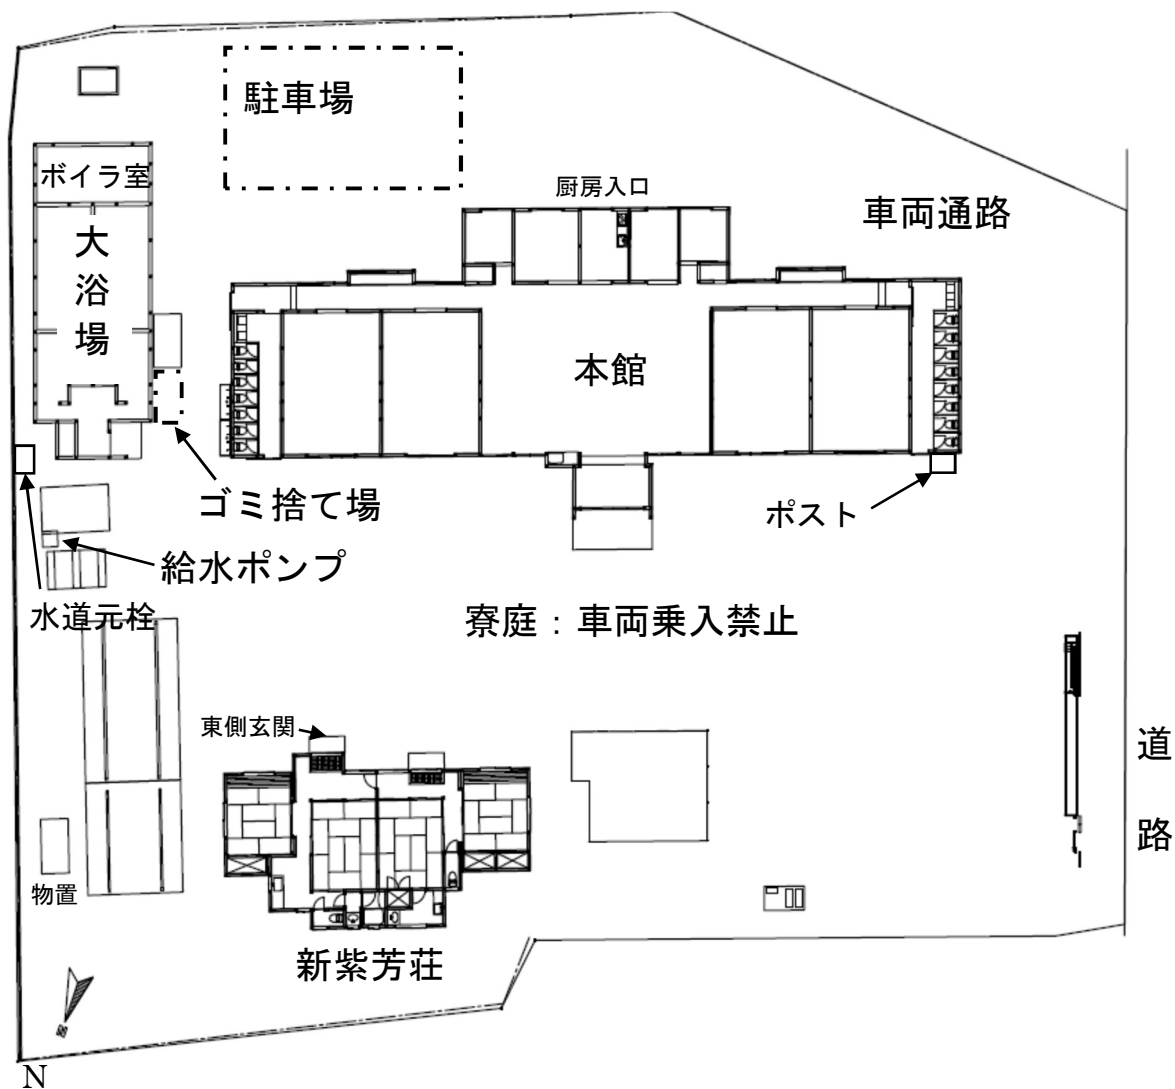 駐車場
ボイラ室
厨房入口
車両通路
大浴場
本館
ゴミ捨て場
ポスト
給水ポンプ
水道元栓
寮庭：車両乗入禁止
東側玄関
道路
物置
新紫芳荘
N